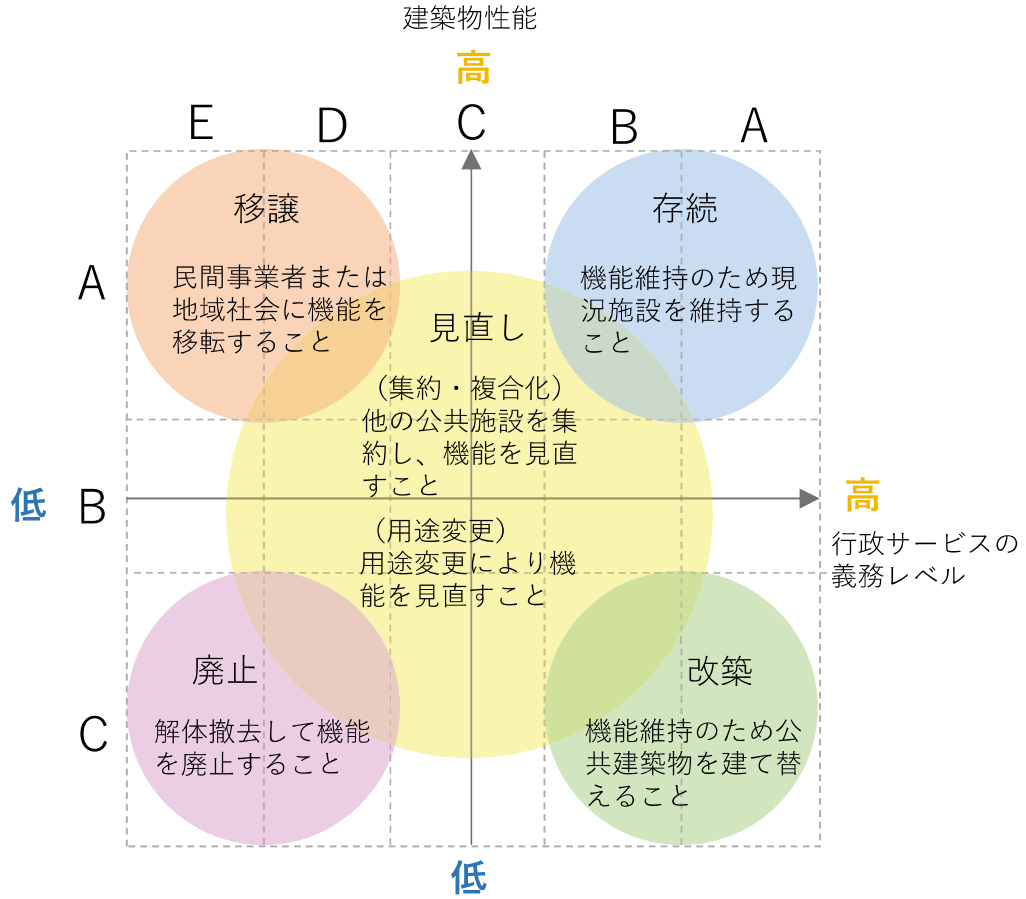 建築物性能
高
E
D
C
B
A
移譲
民間事業者または
地域社会に機能を
移転すること
存続
機能維持のため現
況施設を維持する
こと
A
見直し
（集約・複合化）
他の公共施設を集
約し、機能を見直
すこと
低
B
高
行政サービスの
義務レベル
（用途変更）
用途変更により機
能を見直すこと
廃止
解体撤去して機能
を廃止すること
改築
機能維持のため公
共建築物を建て替
えること
C
低